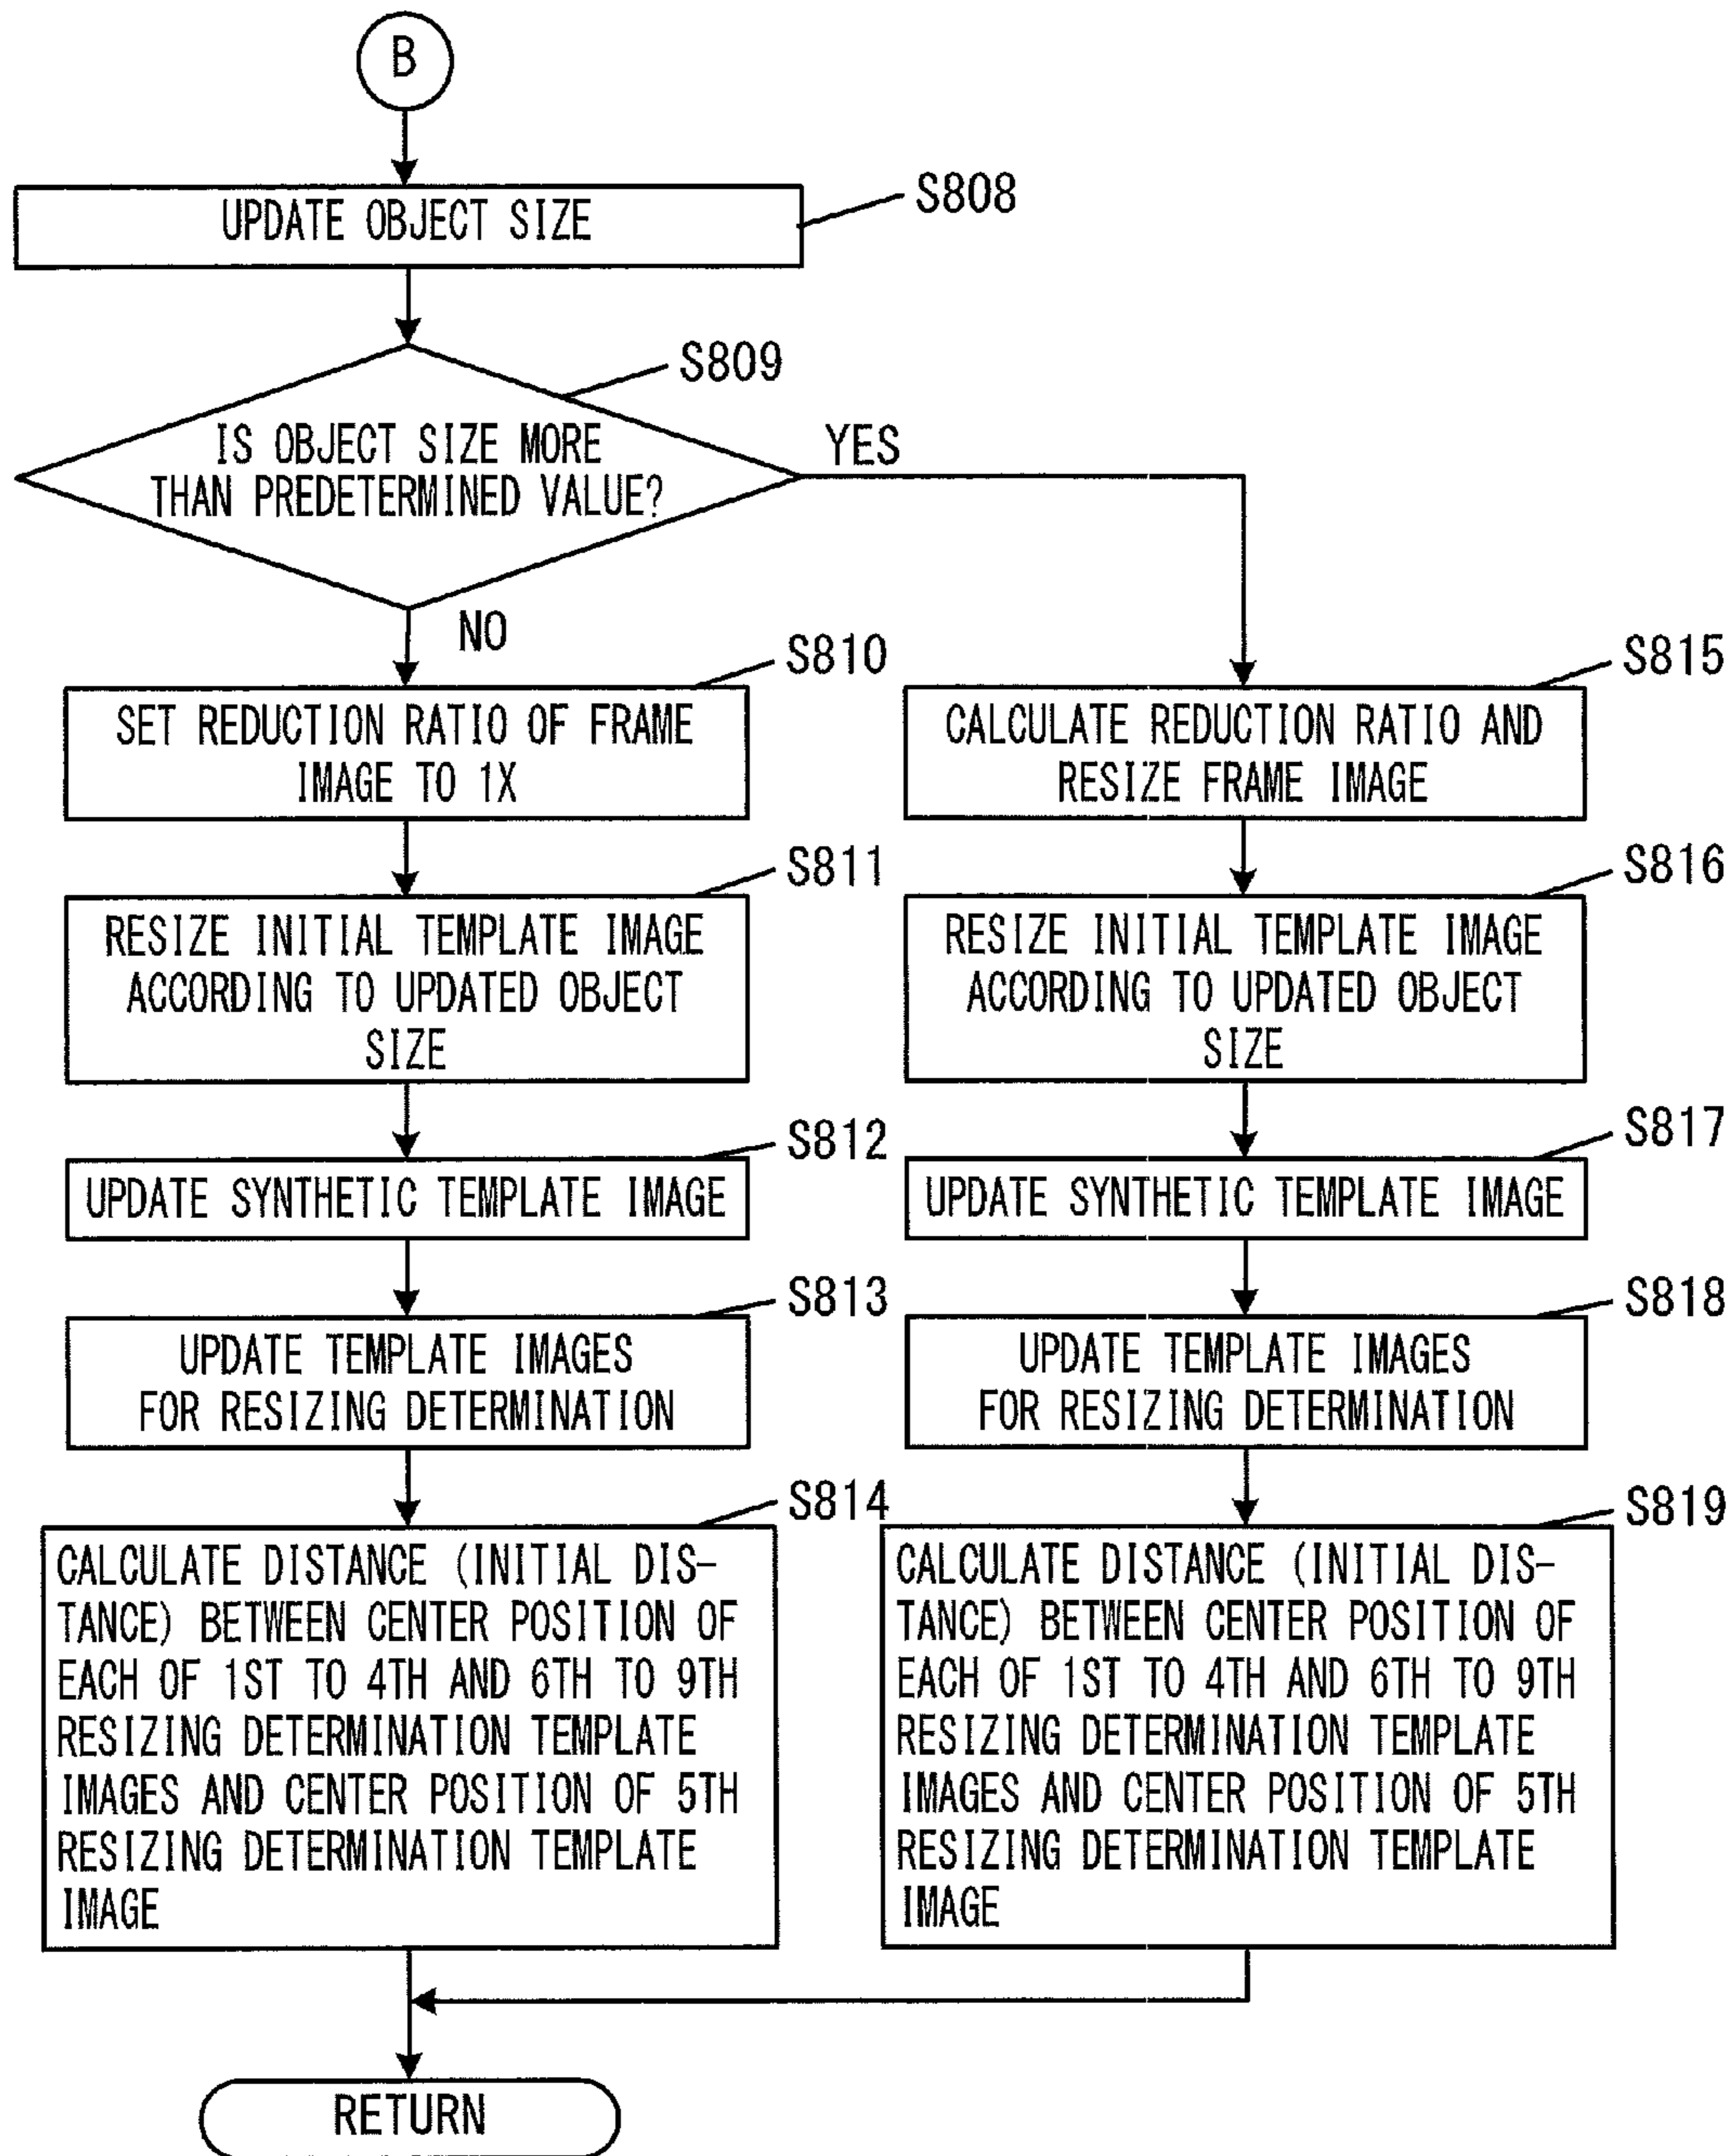 B
UPDATE OBJECT SIZE
S808
S809
IS OBJECT SIZE MORE
THAN PREDETERMINED VALUE?
YES
NO
S810
SET REDUCTION RATIO OF FRAME
IMAGE TO 1X
S811
RESIZE INITIAL TEMPLATE IMAGE
ACCORDING TO UPDATED OBJECT
SIZE
S812
UPDATE SYNTHETIC TEMPLATE IMAGE
S813
UPDATE TEMPLATE IMAGES
FOR RESIZING DETERMINATION
S814
CALCULATE DISTANCE (INITIAL DIS-
TANCE) BETWEEN CENTER POSITION OF
EACH OF 1ST TO 4TH AND 6TH TO 9TH
RESIZING DETERMINATION TEMPLATE
IMAGES AND CENTER POSITION OF 5TH
RESIZING DETERMINATION TEMPLATE
IMAGE
S815
CALCULATE REDUCTION RATIO AND
RESIZE FRAME IMAGE
S816
RESIZE INITIAL TEMPLATE IMAGE
ACCORDING TO UPDATED OBJECT
SIZE
S817
UPDATE SYNTHETIC TEMPLATE IMAGE
S818
UPDATE TEMPLATE IMAGES
FOR RESIZING DETERMINATION
S819
CALCULATE DISTANCE (INITIAL DIS-
TANCE) BETWEEN CENTER POSITION OF
EACH OF 1ST TO 4TH AND 6TH TO 9TH
RESIZING DETERMINATION TEMPLATE
IMAGES AND CENTER POSITION OF 5TH
RESIZING DETERMINATION TEMPLATE
IMAGE
RETURN